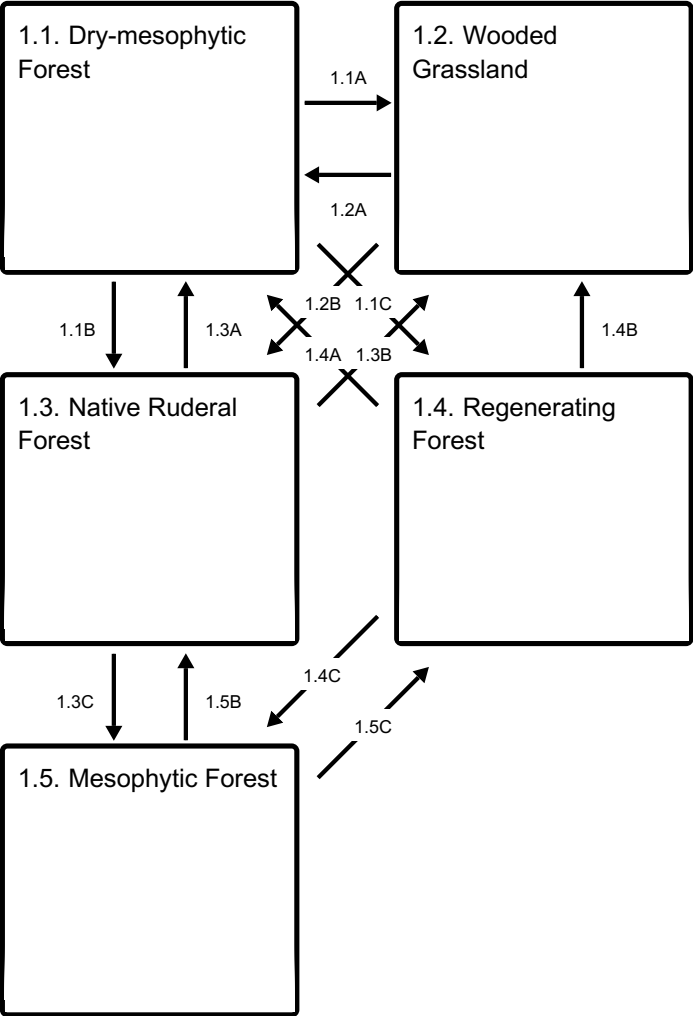 1.1. Dry-mesophytic
Forest
1.2. Wooded
Grassland
1.1A
1.2A
1.2B
1.1C
1.1B
1.3A
1.4A
1.3B
1.4B
1.3. Native Ruderal
Forest
1.4. Regenerating
Forest
1.4C
1.3C
1.5B
1.5C
1.5. Mesophytic Forest